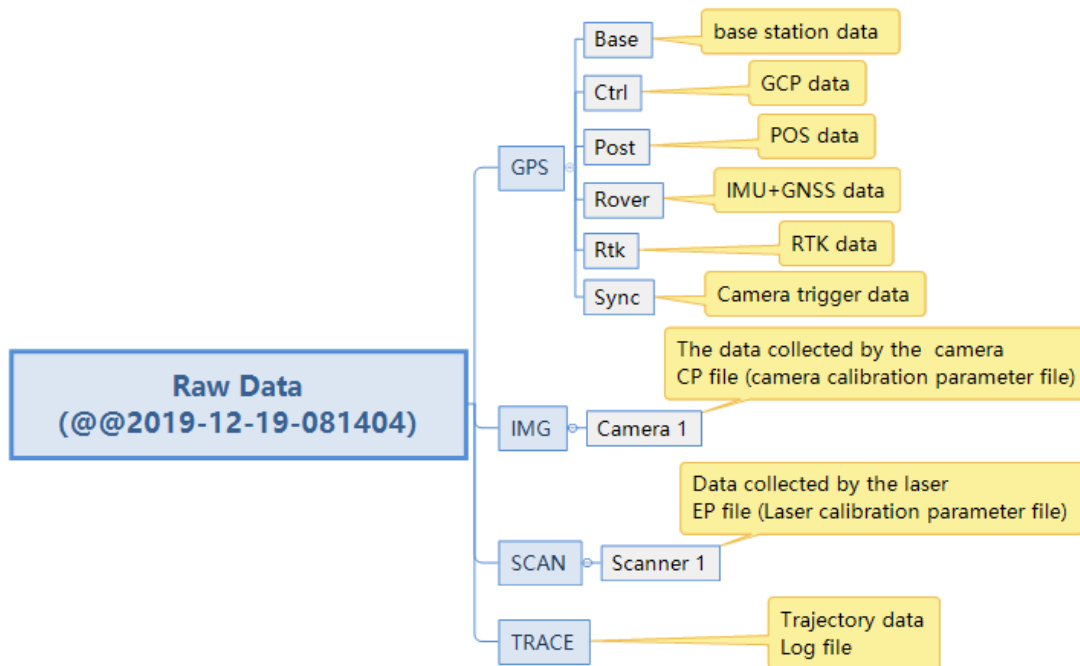 Base
base station data
Ctrl
GCP data
Post
POS data
GPS
Rover
IMU+GNSS data
Rtk
RTK data
Sync
Camera trigger data
Raw Data
(@@2019-12-19-081404)
The data collected by the  camera
CP file (camera calibration parameter file)
IMG
Camera 1
Data collected by the laser
EP file (Laser calibration parameter file)
SCAN
Scanner 1
TRACE
Trajectory data
Log file